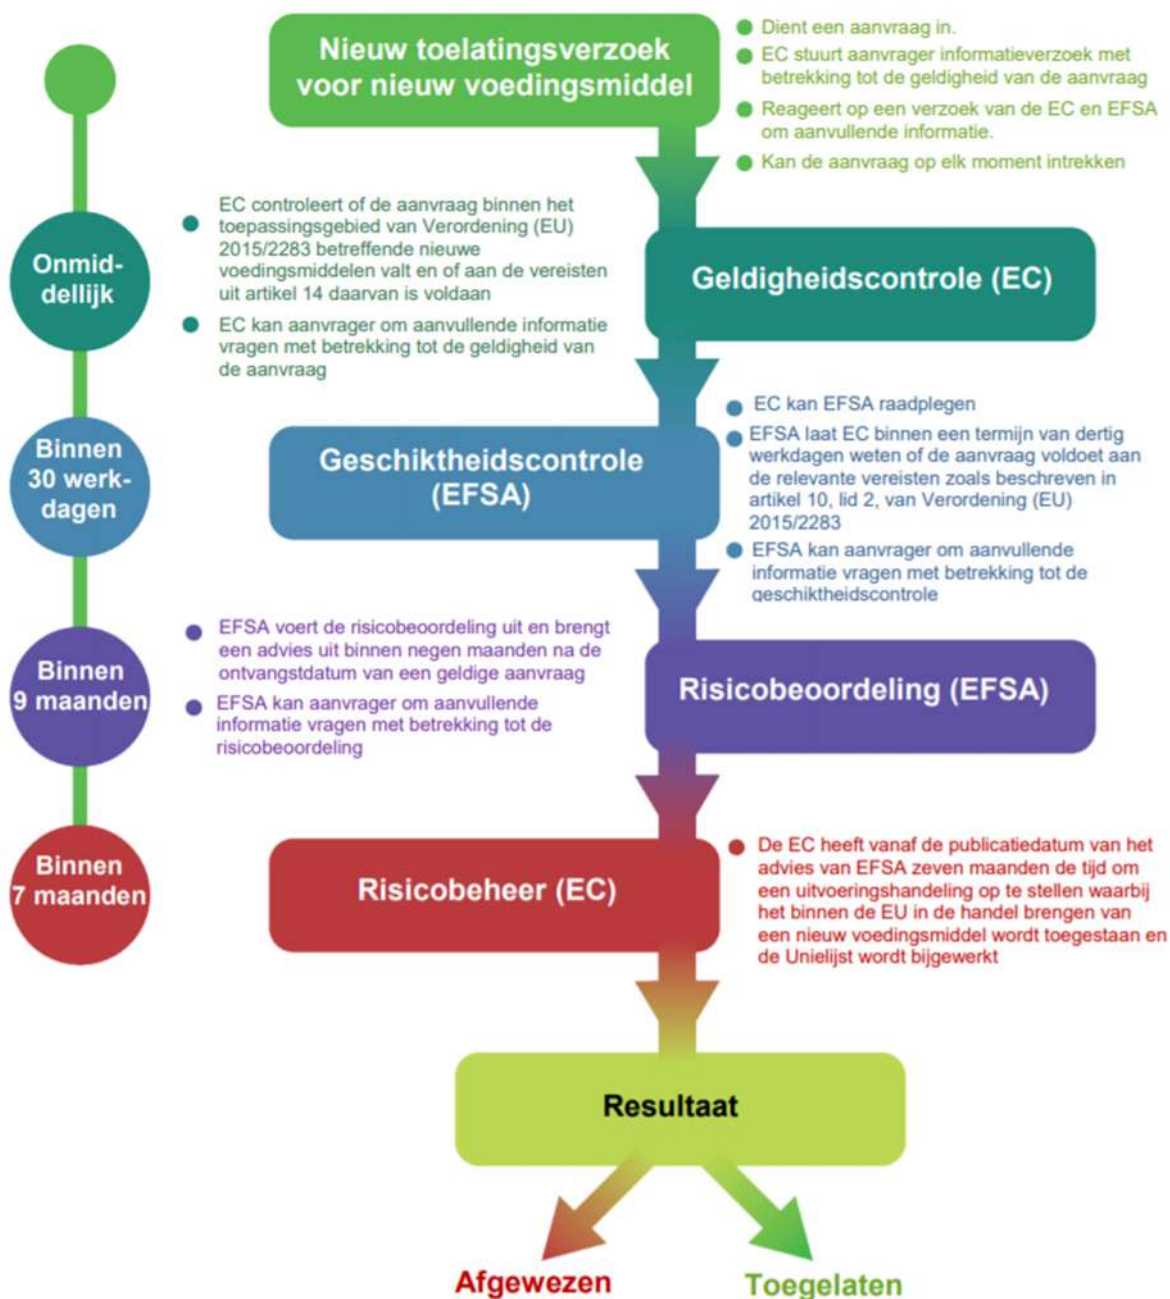 Nieuw toelatingsverzoek
voor nieuw voedingsmiddel
Dient een aanvraag in.
EC stuurt aanvrager informatieverzoek met
betrekking tot de geldigheid van de aanvraag
Reageert op een verzoek van de EC en EFSA
om aanvullende informatie.
Kan de aanvraag op elk moment intrekken
Onmid-
dellijk
EC controleert of de aanvraag binnen het
toepassingsgebied van Verordening (EU)
2015/2283 betreffende nieuwe
voedingsmiddelen valt en of aan de vereisten
uit artikel 14 daarvan is voldaan
EC kan aanvrager om aanvullende informatie
vragen met betrekking tot de geldigheid van
de aanvraag
Geldigheidscontrole (EC)
Binnen
30 werk-
dagen
Geschiktheidscontrole
(EFSA)
EC kan EFSA raadplegen
EFSA laat EC binnen een termijn van dertig
werkdagen weten of de aanvraag voldoet aan
de relevante vereisten zoals beschreven in
artikel 10, lid 2, van Verordening (EU)
2015/2283
EFSA kan aanvrager om aanvullende
informatie vragen met betrekking tot de
geschiktheidscontrole
Binnen
9 maanden
EFSA voert de risicobeoordeling uit en brengt
een advies uit binnen negen maanden na de
ontvangstdatum van een geldige aanvraag
EFSA kan aanvrager om aanvullende
informatie vragen met betrekking tot de
risicobeoordeling
Risicobeoordeling (EFSA)
Binnen
7 maanden
Risicobeheer (EC)
De EC heeft vanaf de publicatiedatum van het
advies van EFSA zeven maanden de tijd om
een uitvoeringshandeling op te stellen waarbij
het binnen de EU in de handel brengen van
een nieuw voedingsmiddel wordt toegestaan en
de Unielijst wordt bijgewerkt
Resultaat
Afgewezen
Toegelaten